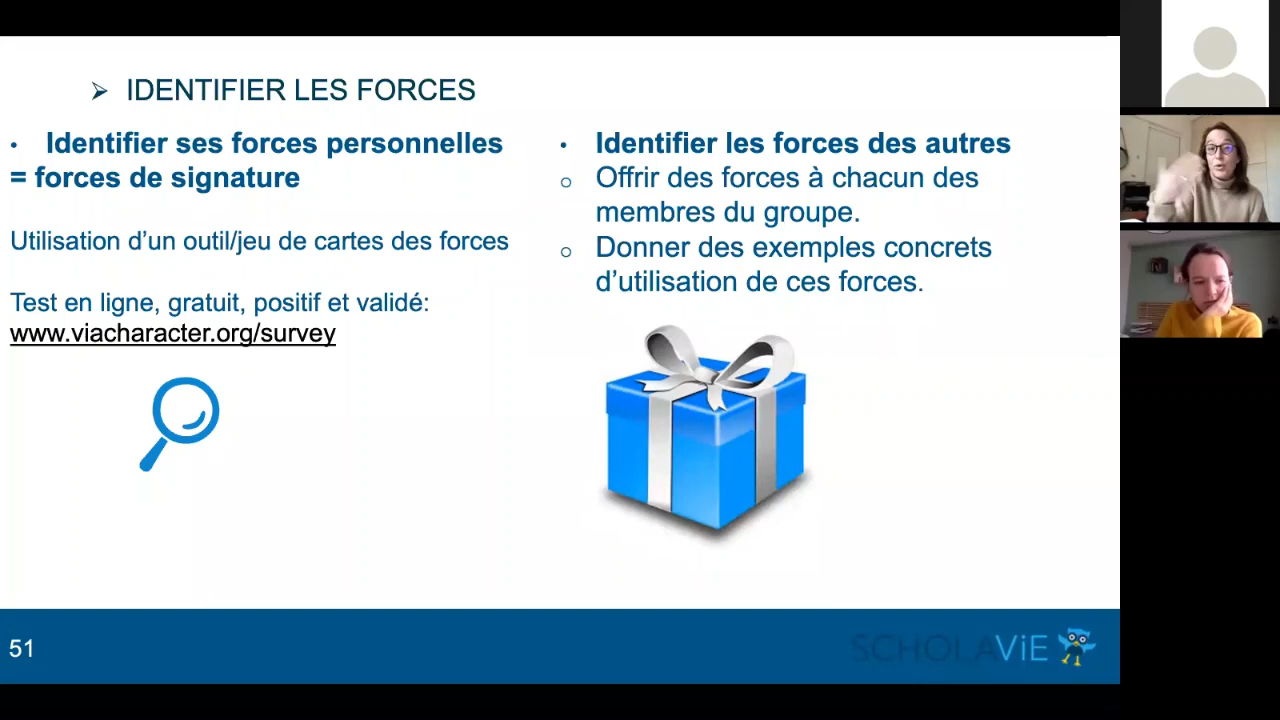 ➢ IDENTIFIER LES FORCES
• Identifier ses forces personnelles
= forces de signature
Utilisation d’un outil/jeu de cartes des forces
Test en ligne, gratuit, positif et validé:
www.viacharacter.org/survey
• Identifier les forces des autres
o Offrir des forces à chacun des
membres du groupe.
o Donner des exemples concrets
d’utilisation de ces forces.
51
SCHOLAViE